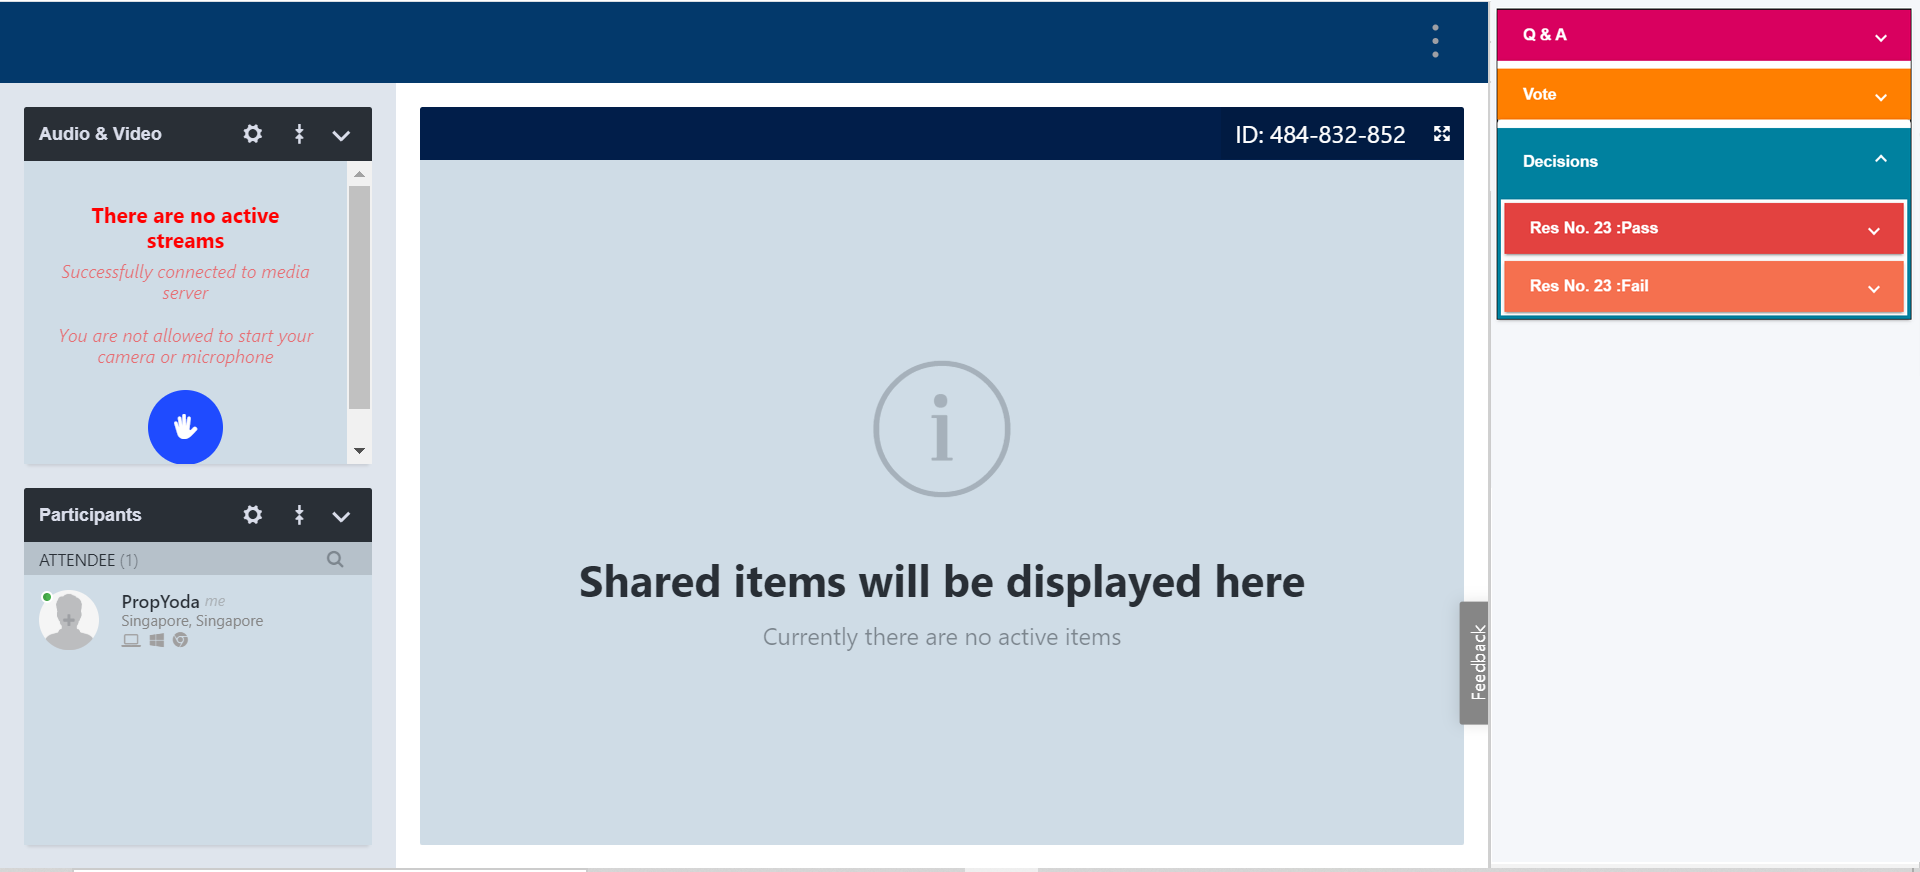 Audio & Video
There are no active
streams
Successfully connected to media
server
You are not allowed to start your
camera or microphone
Participants
ATTENDEE (1)
PropYoda me
Singapore, Singapore
ID: 484-832-852
Shared items will be displayed here
Currently there are no active items
Feedback
Q & A
Vote
Decisions
Res No. 23 :Pass
Res No. 23 :Fail